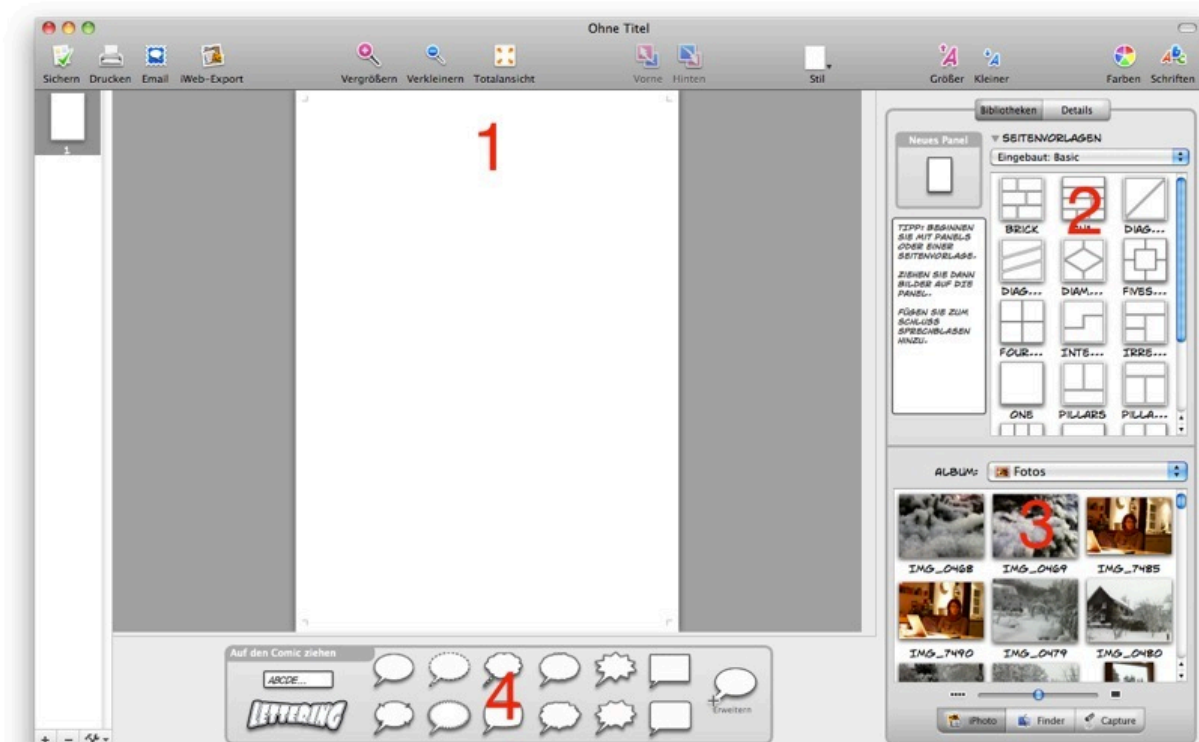 Ohne Titel
Sichern Drucken Email iWeb-Export Vergrößern Verkleinern Totalansicht Vorne Hinten Stil Größer Kleiner Farben Schriften
1
1
Bibliotheken Details
Neues Panel
SEITENVORLAGEN
Eingebaut: Basic
TIPP: BEGINNEN
SIE MIT PANELS
ODER EINER
SEITENVORLAGE.
ZIEHEN SIE DANN
BILDER AUF DIE
PANEL.
FÜGEN SIE ZUM
SCHLUSS
SPRECHBLASEN
HINZU.
2
BRICK DIAG...
DIAG... DIAM... FIVES...
FOUR... INTE... IRRE...
ONE PILLARS PILLA...
ALBUM: Fotos
3
IMG_0468 IMG_0469 IMG_7485
IMG_7490 IMG_0479 IMG_0480
iPhoto Finder Capture
Auf den Comic ziehen
ABCDE...
LETTERING
4
Erweitern